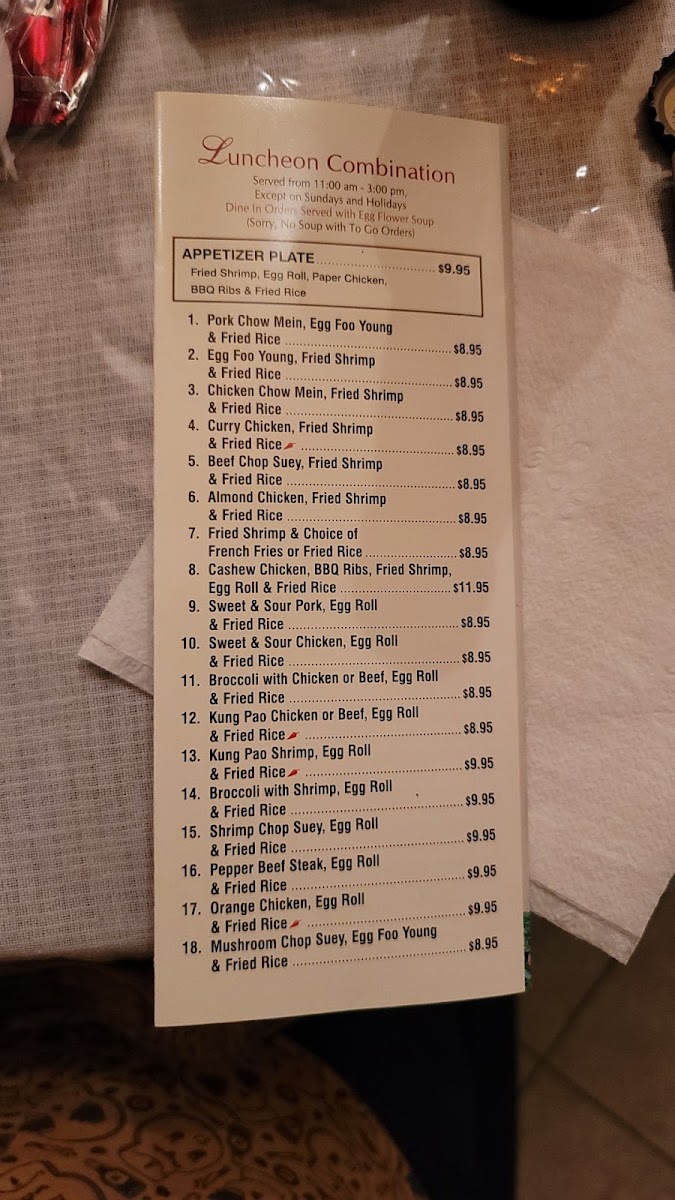 Luncheon Combination
Served from 11:00 am - 3:00 pm,
Except on Sundays and Holidays
Dine In Orders Served with Egg Flower Soup
(Sorry, No Soup with To Go Orders)
APPETIZER PLATE.................................. $9.95
Fried Shrimp, Egg Roll, Paper Chicken,
BBQ Ribs & Fried Rice
1. Pork Chow Mein, Egg Foo Young
& Fried Rice .................................................. $8.95
2. Egg Foo Young, Fried Shrimp
& Fried Rice .................................................. $8.95
3. Chicken Chow Mein, Fried Shrimp
& Fried Rice .................................................. $8.95
4. Curry Chicken, Fried Shrimp
& Fried Rice .............................................. $8.95
5. Beef Chop Suey, Fried Shrimp
& Fried Rice .................................................. $8.95
6. Almond Chicken, Fried Shrimp
& Fried Rice .................................................. $8.95
7. Fried Shrimp & Choice of
French Fries or Fried Rice ........................... $8.95
8. Cashew Chicken, BBQ Ribs, Fried Shrimp,
Egg Roll & Fried Rice ................................ $11.95
9. Sweet & Sour Pork, Egg Roll
& Fried Rice .................................................. $8.95
10. Sweet & Sour Chicken, Egg Roll
& Fried Rice .................................................. $8.95
11. Broccoli with Chicken or Beef, Egg Roll
& Fried Rice .................................................. $8.95
12. Kung Pao Chicken or Beef, Egg Roll
& Fried Rice .............................................. $8.95
13. Kung Pao Shrimp, Egg Roll
& Fried Rice .............................................. $9.95
14. Broccoli with Shrimp, Egg Roll
& Fried Rice .................................................. $9.95
15. Shrimp Chop Suey, Egg Roll
& Fried Rice .................................................. $9.95
16. Pepper Beef Steak, Egg Roll
& Fried Rice .................................................. $9.95
17. Orange Chicken, Egg Roll
& Fried Rice .............................................. $9.95
18. Mushroom Chop Suey, Egg Foo Young
& Fried Rice .................................................. $8.95